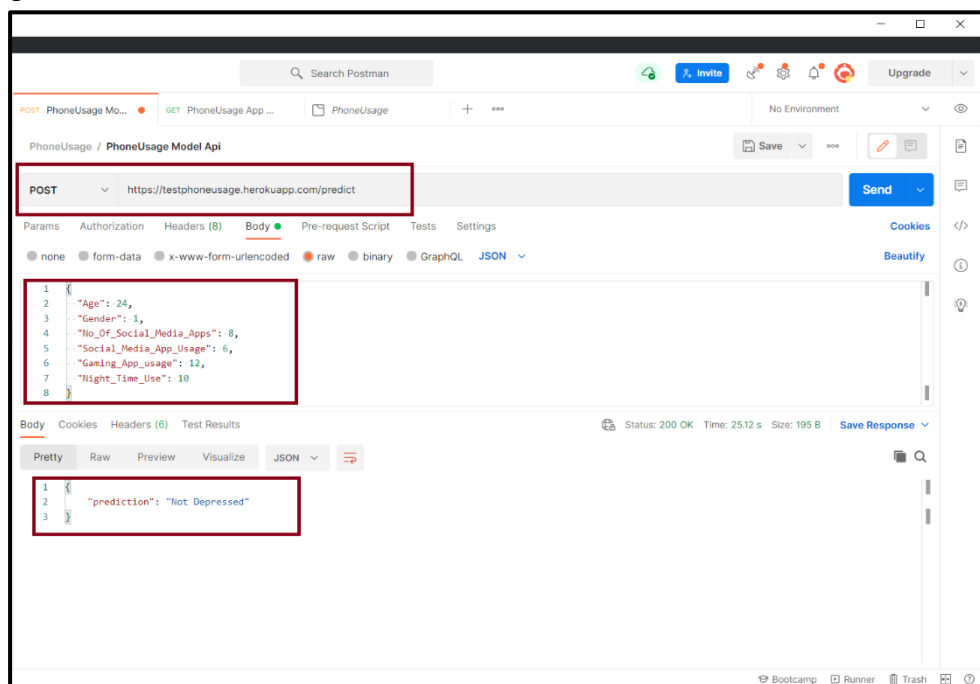 Search Postman
Invite
Upgrade
POST PhoneUsage Mo...
GET PhoneUsage App ...
PhoneUsage
+
ooo
No Environment
PhoneUsage / PhoneUsage Model Api
Save
ooo
POST https://testphoneusage.herokuapp.com/predict
Send
Params Authorization Headers (8) Body Pre-request Script Tests Settings Cookies
none form-data x-www-form-urlencoded raw binary GraphQL JSON Beautify
1 {
2 "Age": 24,
3 "Gender": 1,
4 "No_Of_Social_Media_Apps": 8,
5 "Social_Media_App_Usage": 6,
6 "Gaming_App_usage": 12,
7 "Night_Time_Use": 10
8 }
Body Cookies Headers (6) Test Results Status: 200 OK Time: 25.12 s Size: 195 B Save Response
Pretty Raw Preview Visualize JSON
1 {
2 "prediction": "Not Depressed"
3 }
Bootcamp Runner Trash